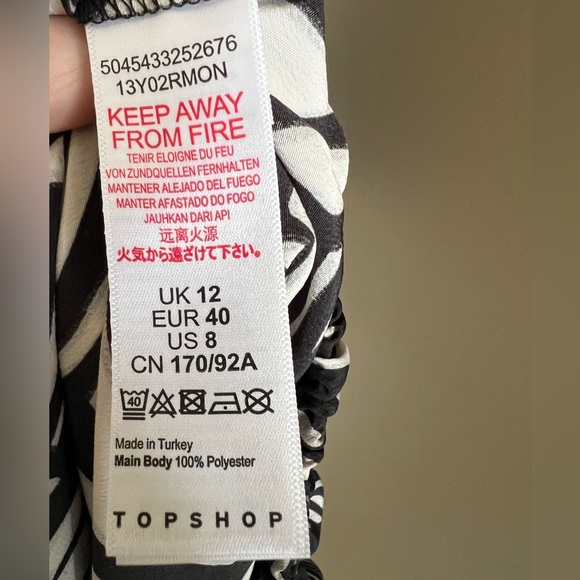 5045433252676
13Y02RMON
KEEP AWAY
FROM FIRE
TENIR ELOIGNE DU FEU
VON ZUNDQUELLEN FERNHALTEN
MANTENER ALEJADO DEL FUEGO
MANTER AFASTADO DO FOGO
JAUHKAN DARI API
远离火源
火気から遠ざけて下さい。
UK 12
EUR 40
US 8
CN 170/92A
40
Made in Turkey
Main Body 100% Polyester
TOPSHOP